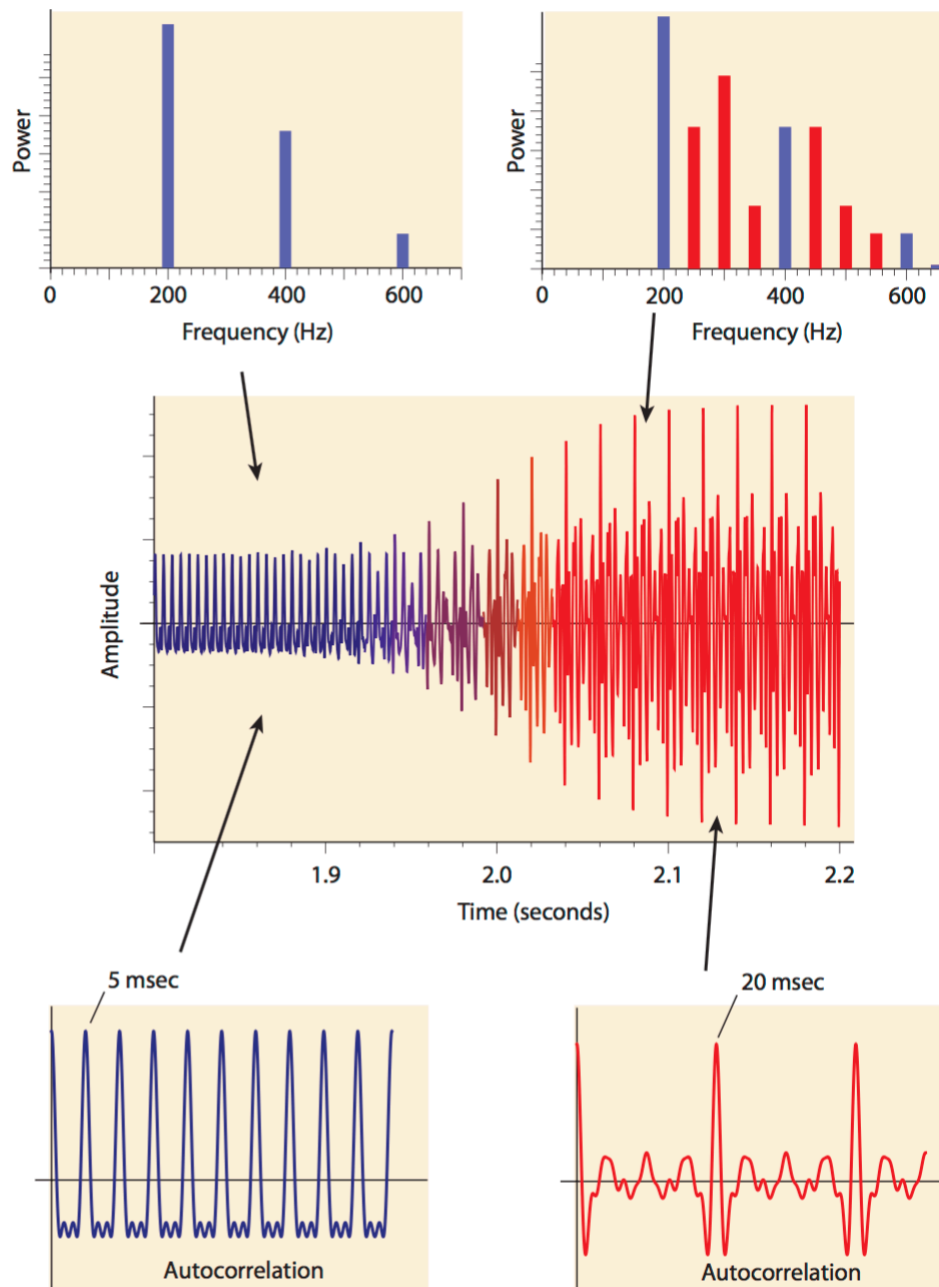 Power
0
200
400
600
Frequency (Hz)
Power
0
200
400
600
Frequency (Hz)
Amplitude
1.9
2.0
2.1
2.2
Time (seconds)
5 msec
Autocorrelation
20 msec
Autocorrelation